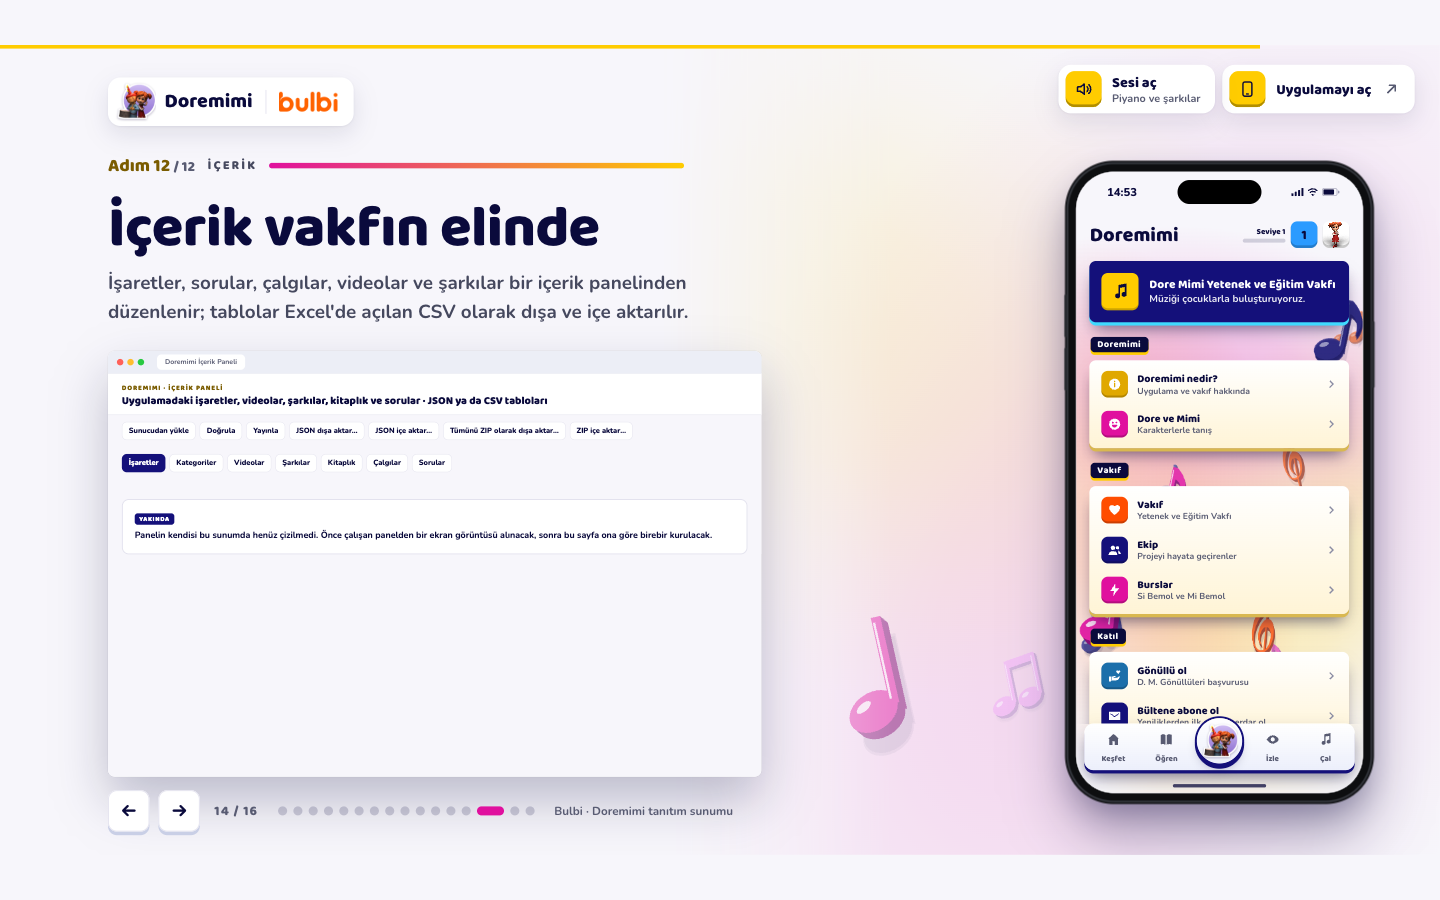 Doremimi bulbi
Sesi aç
Piyano ve şarkılar
Uygulamayı aç
Adım 12 / 12 İÇERİK
İçerik vakfın elinde
İşaretler, sorular, çalgılar, videolar ve şarkılar bir içerik panelinden
düzenlenir; tablolar Excel'de açılan CSV olarak dışa ve içe aktarılır.
Doremimi İçerik Paneli
DOREMIMI · İÇERİK PANELİ
Uygulamadaki işaretler, videolar, şarkılar, kitaplık ve sorular · JSON ya da CSV tabloları
Sunucudan yükle Doğrula Yayınla JSON dışa aktar... JSON içe aktar... Tümünü ZIP olarak dışa aktar... ZIP içe aktar...
İşaretler Kategoriler Videolar Şarkılar Kitaplık Çalgılar Sorular
YAKINDA
Panelin kendisi bu sunumda henüz çizilmedi. Önce çalışan panelden bir ekran görüntüsü alınacak, sonra bu sayfa ona göre birebir kurulacak.
14 / 16
Bulbi · Doremimi tanıtım sunumu
14:53
Doremimi
Seviye 1
1
Dore Mimi Yetenek ve Eğitim Vakfı
Müziği çocuklarla buluşturuyoruz.
Doremimi
Doremimi nedir?
Uygulama ve vakıf hakkında
Dore ve Mimi
Karakterlerle tanış
Vakıf
Vakıf
Yetenek ve Eğitim Vakfı
Ekip
Projeyi hayata geçirenler
Burslar
Si Bemol ve Mi Bemol
Katıl
Gönüllü ol
D. M. Gönüllüleri başvurusu
Bültene abone ol
Yeniliklerden ilk
Keşfet Öğren İzle Çal